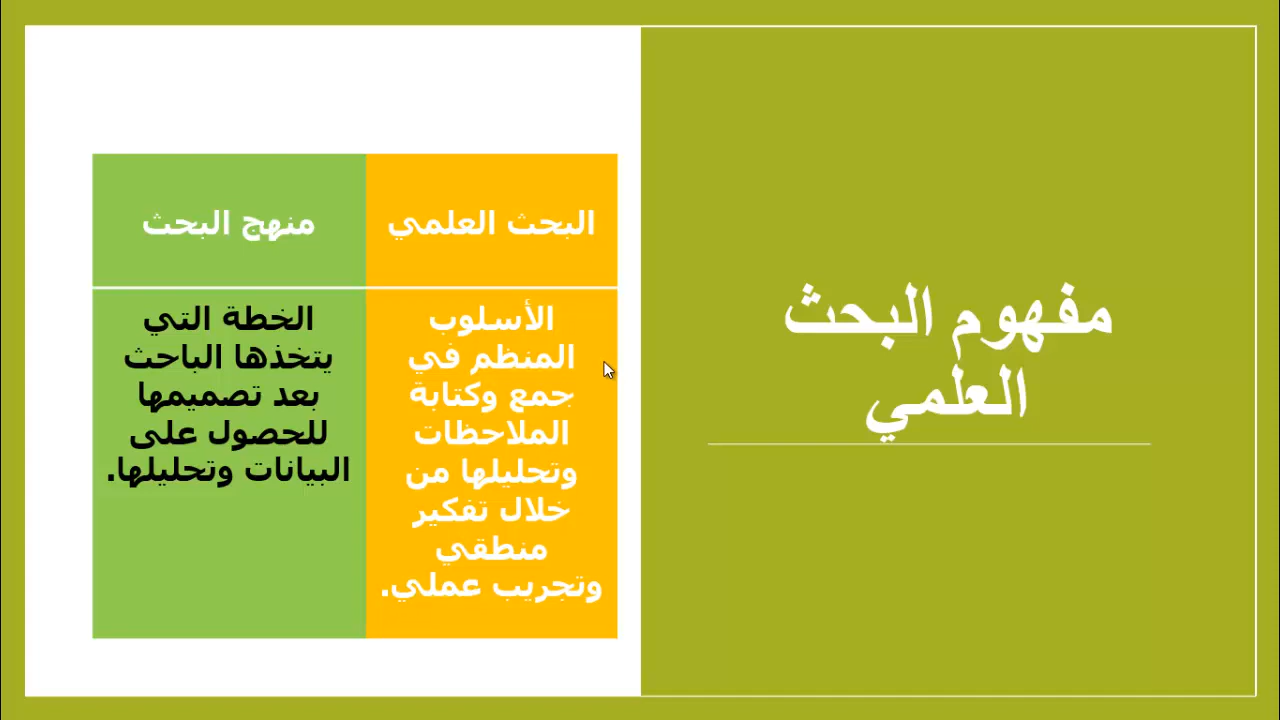 مفهوم البحث
العلمي
البحث العلمي
منهج البحث
الأسلوب
المنظم في
جمع وكتابة
الملاحظات
وتحليلها من
خلال تفكير
منطقي
وتجريب عملي.
الخطة التي
يتخذها الباحث
بعد تصميمها
للحصول على
البيانات وتحليلها.